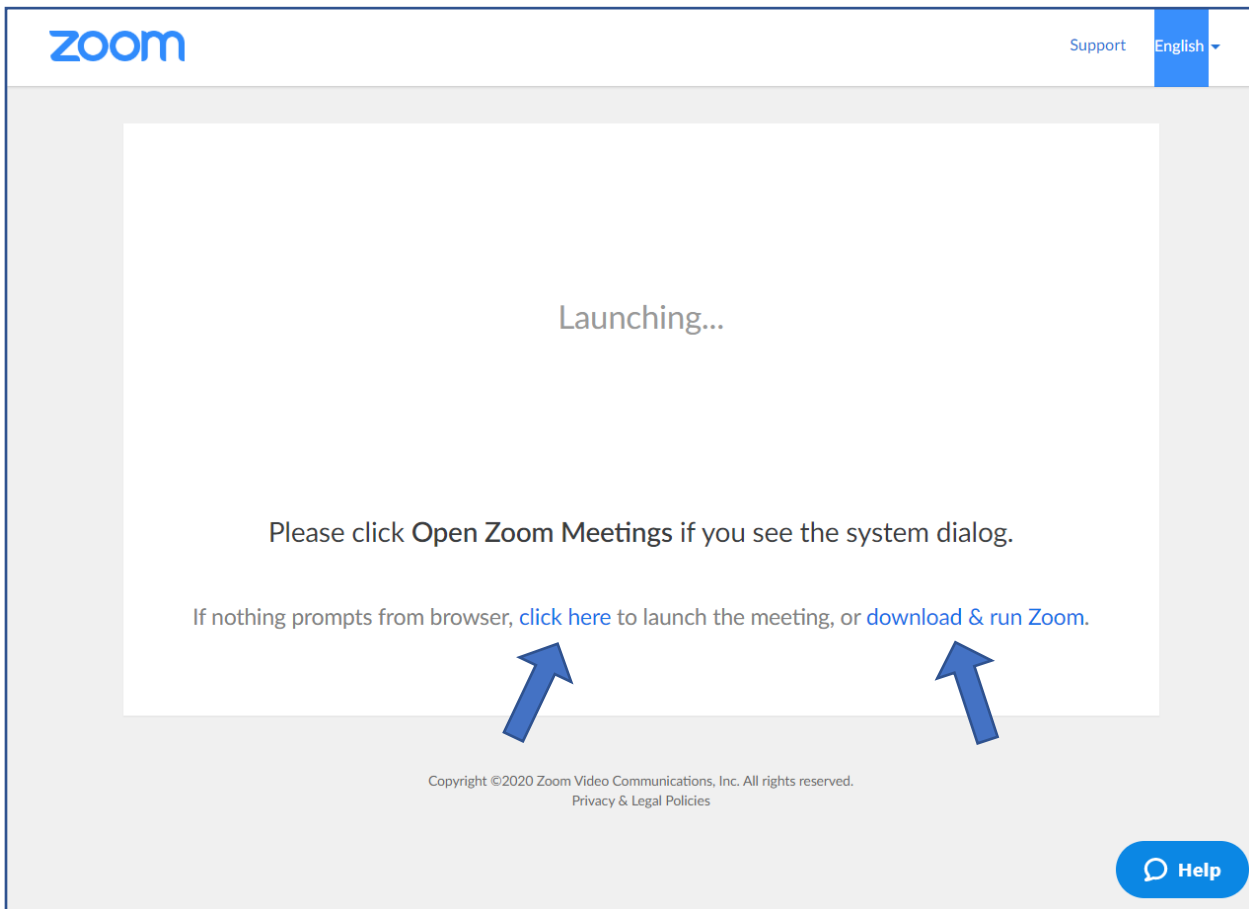 zoom
Support
English
Launching...
Please click Open Zoom Meetings if you see the system dialog.
If nothing prompts from browser, click here to launch the meeting, or download & run Zoom.
Copyright ©2020 Zoom Video Communications, Inc. All rights reserved.
Privacy & Legal Policies
Help